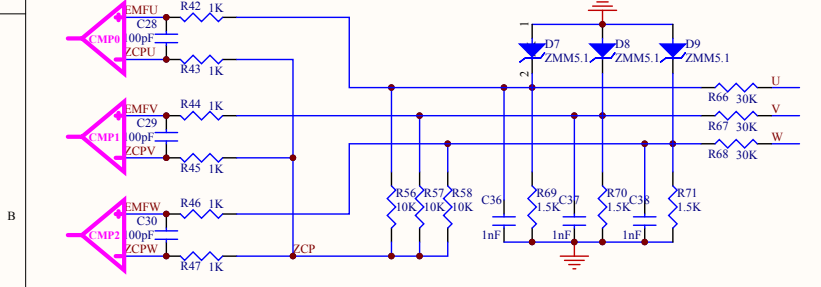 EMFU R42 1K
C28
CMP0 00pF
ZCPU R43 1K
1 D7 D8 D9
ZMM5.1 ZMM5.1 ZMM5.1
2
U
R66 30K
EMFV R44 1K
V
C29
R67 30K
CMP1 00pF
W
ZCPV R45 1K
R68 30K
EMFW R46 1K
C30
CMP2 00pF
ZCPW R47 1K
ZCP
R56 R57 R58 C36 R69 C37 R70 C38 R71
10K 10K 10K 1.5K 1.5K 1.5K
1nF 1nF 1nF
B